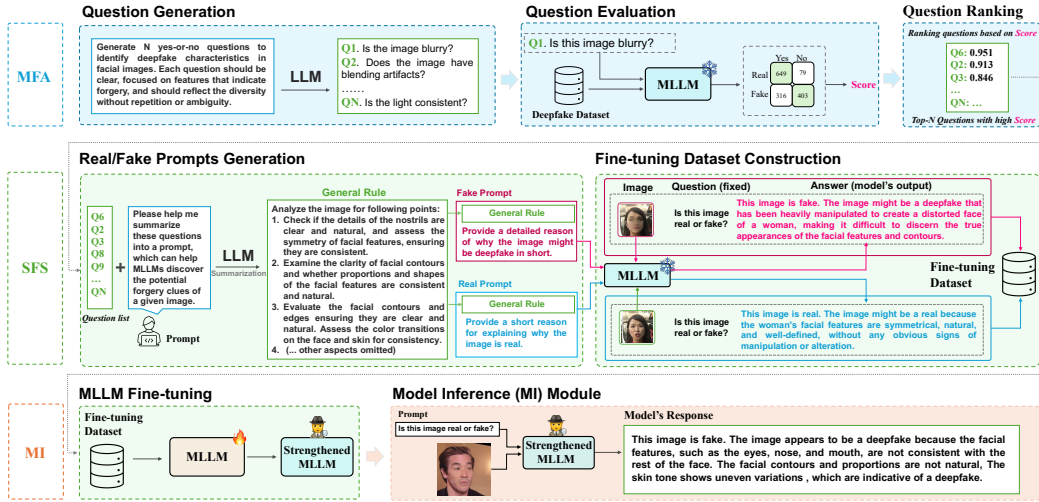 Question Generation
Question Evaluation
Question Ranking
MFA
Generate N yes-or-no questions to
identify deepfake characteristics in
facial images. Each question should be
clear, focused on features that indicate
forgery, and should reflect the diversity
without repetition or ambiguity.
LLM
Q1. Is the image blurry?
Q2. Does the image have
blending artifacts?
......
QN. Is the light consistent?
Q1. Is this image blurry?
Deepfake Dataset
MLLM
Yes No
Real 649 79
Fake 316 403
Score
Ranking questions based on Score
Q6: 0.951
Q2: 0.913
Q3: 0.846
...
QN: ...
Top-N Questions with high Score
Real/Fake Prompts Generation
Fine-tuning Dataset Construction
SFS
Q6
Q2
Q3
Q8
Q9
...
QN
Question list
+
Please help me
summarize
these questions
into a prompt,
which can help
MLLMs discover
the potential
forgery clues of
a given image.
Prompt
LLM
Summarization
General Rule
Analyze the image for following points:
1. Check if the details of the nostrils are
clear and natural, and assess the
symmetry of facial features, ensuring
they are consistent.
2. Examine the clarity of facial contours
and whether proportions and shapes
of the facial features are consistent
and natural.
3. Evaluate the facial contours and
edges ensuring they are clear and
natural. Assess the color transitions
on the face and skin for consistency.
4. (... other aspects omitted)
Fake Prompt
General Rule
Provide a detailed reason
of why the image might
be deepfake in short.
Real Prompt
General Rule
Provide a short reason
for explaining why the
image is real.
MLLM
Image
Question (fixed)
Answer (model's output)
Is this image
real or fake?
This image is fake. The image might be a deepfake that
has been heavily manipulated to create a distorted face
of a woman, making it difficult to discern the true
appearances of the facial features and contours.
Is this image
real or fake?
This image is real. The image might be a real because
the woman's facial features are symmetrical, natural,
and well-defined, without any obvious signs of
manipulation or alteration.
Fine-tuning
Dataset
MLLM Fine-tuning
Model Inference (MI) Module
MI
Fine-tuning
Dataset
MLLM
Strengthened
MLLM
Prompt
Is this image real or fake?
Strengthened
MLLM
Model's Response
This image is fake. The image appears to be a deepfake because the facial
features, such as the eyes, nose, and mouth, are not consistent with the
rest of the face. The facial contours and proportions are not natural, The
skin tone shows uneven variations , which are indicative of a deepfake.